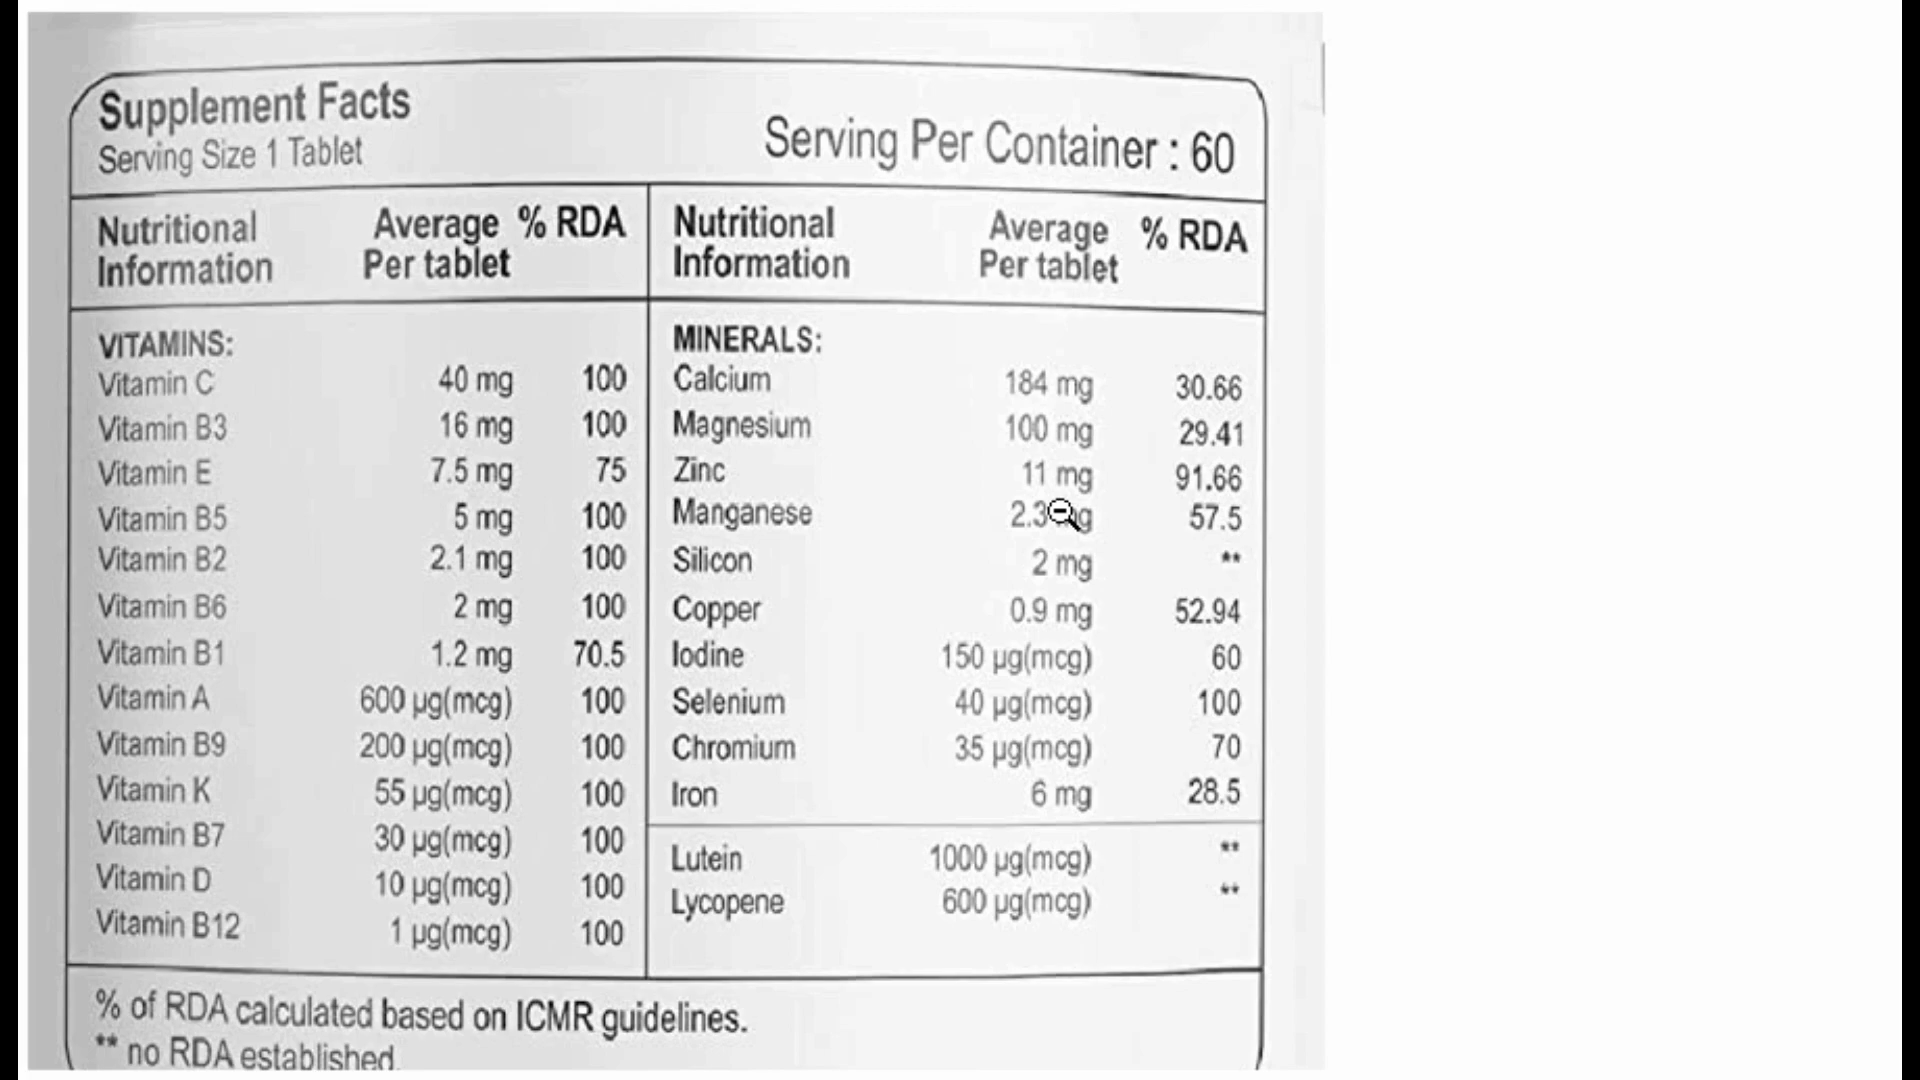 Supplement Facts
Serving Size 1 Tablet
Serving Per Container : 60
Nutritional Information Average Per tablet % RDA
VITAMINS:
Vitamin C 40 mg 100
Vitamin B3 16 mg 100
Vitamin E 7.5 mg 75
Vitamin B5 5 mg 100
Vitamin B2 2.1 mg 100
Vitamin B6 2 mg 100
Vitamin B1 1.2 mg 70.5
Vitamin A 600 µg(mcg) 100
Vitamin B9 200 µg(mcg) 100
Vitamin K 55 µg(mcg) 100
Vitamin B7 30 µg(mcg) 100
Vitamin D 10 µg(mcg) 100
Vitamin B12 1 µg(mcg) 100
Nutritional Information Average Per tablet % RDA
MINERALS:
Calcium 184 mg 30.66
Magnesium 100 mg 29.41
Zinc 11 mg 91.66
Manganese 2.3 mg 57.5
Silicon 2 mg **
Copper 0.9 mg 52.94
Iodine 150 µg(mcg) 60
Selenium 40 µg(mcg) 100
Chromium 35 µg(mcg) 70
Iron 6 mg 28.5
Lutein 1000 µg(mcg) **
Lycopene 600 µg(mcg) **
% of RDA calculated based on ICMR guidelines.
** no RDA established.